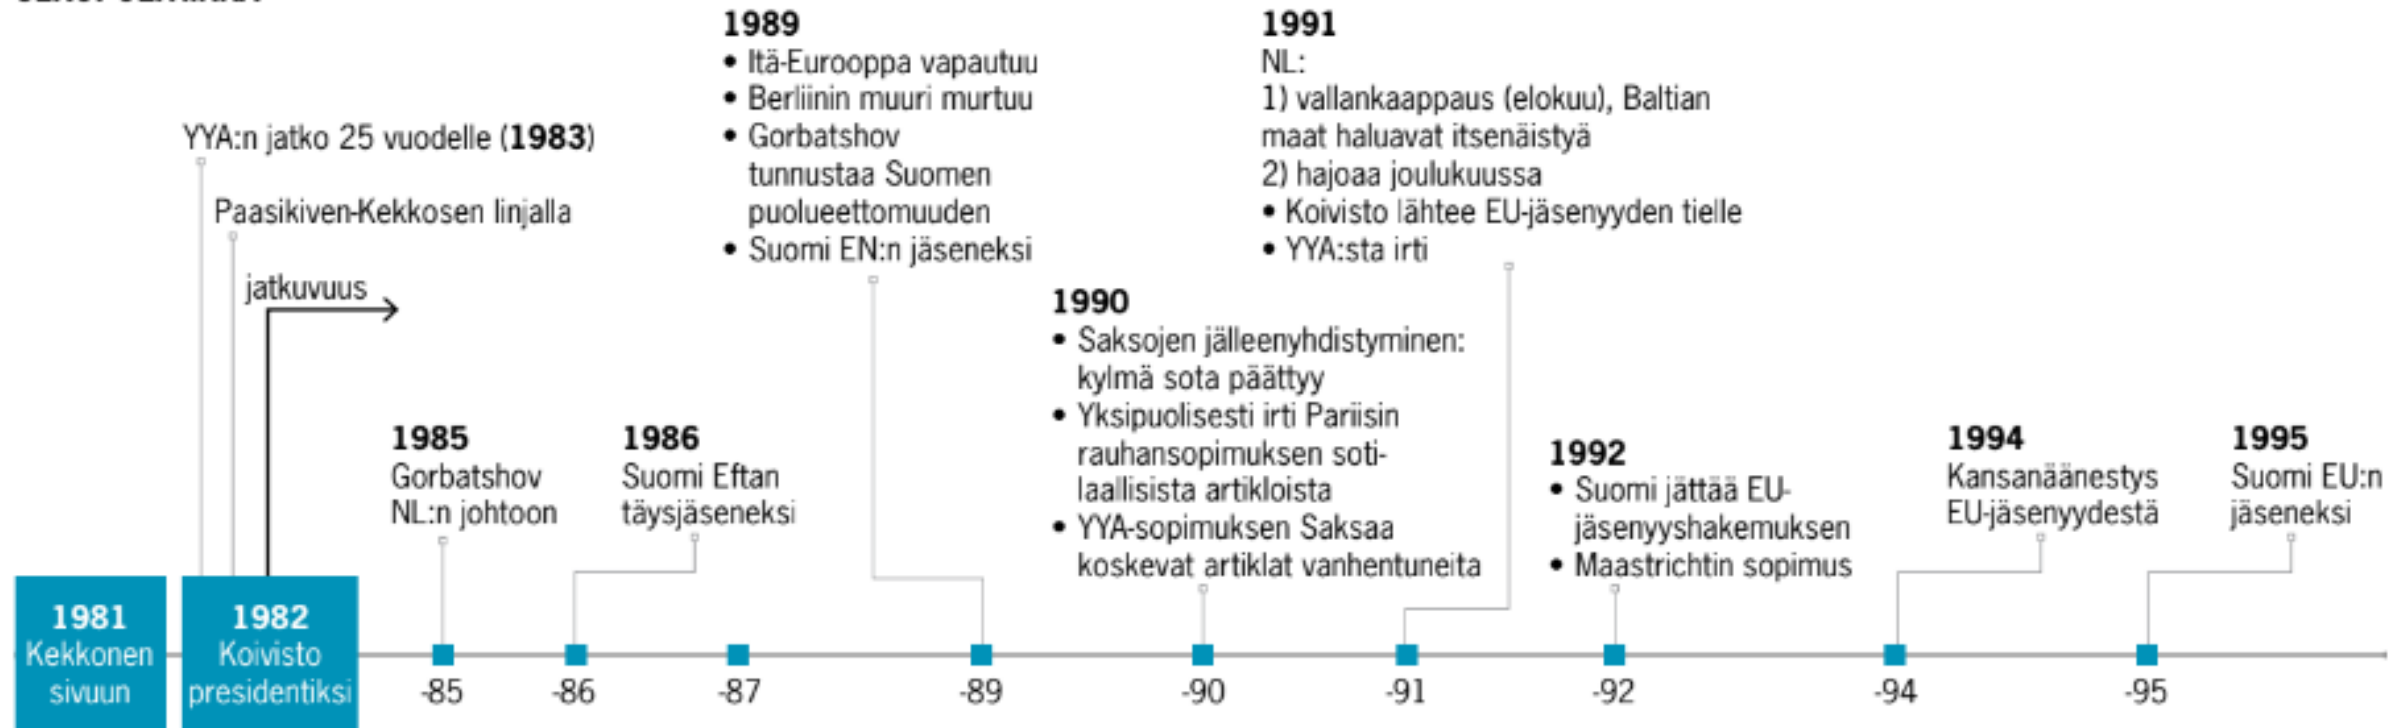 YYA:n jatko 25 vuodelle (1983)
Paasikiven-Kekkosen linjalla
jatkuvuus
1981
Kekkonen
sivuun
1982
Koivisto
presidentiksi
1985
Gorbatshov
NL:n johtoon
1986
Suomi Eftan
täysjäseneksi
1989
• Itä-Eurooppa vapautuu
• Berliinin muuri murtuu
• Gorbatshov
tunnustaa Suomen
puolueettomuuden
• Suomi EN:n jäseneksi
1990
• Saksojen jälleenyhdistyminen:
kylmä sota päättyy
• Yksipuolisesti irti Pariisin
rauhansopimuksen soti-
laallisista artikloista
• YYA-sopimuksen Saksaa
koskevat artiklat vanhentuneita
1991
NL:
1) vallankaappaus (elokuu), Baltian
maat haluavat itsenäistyä
2) hajoaa joulukuussa
• Koivisto lähtee EU-jäsenyyden tielle
• YYA:sta irti
1992
• Suomi jättää EU-
jäsenyyshakemuksen
• Maastrichtin sopimus
1994
Kansanäänestys
EU-jäsenyydestä
1995
Suomi EU:n
jäseneksi
-85
-86
-87
-89
-90
-91
-92
-94
-95